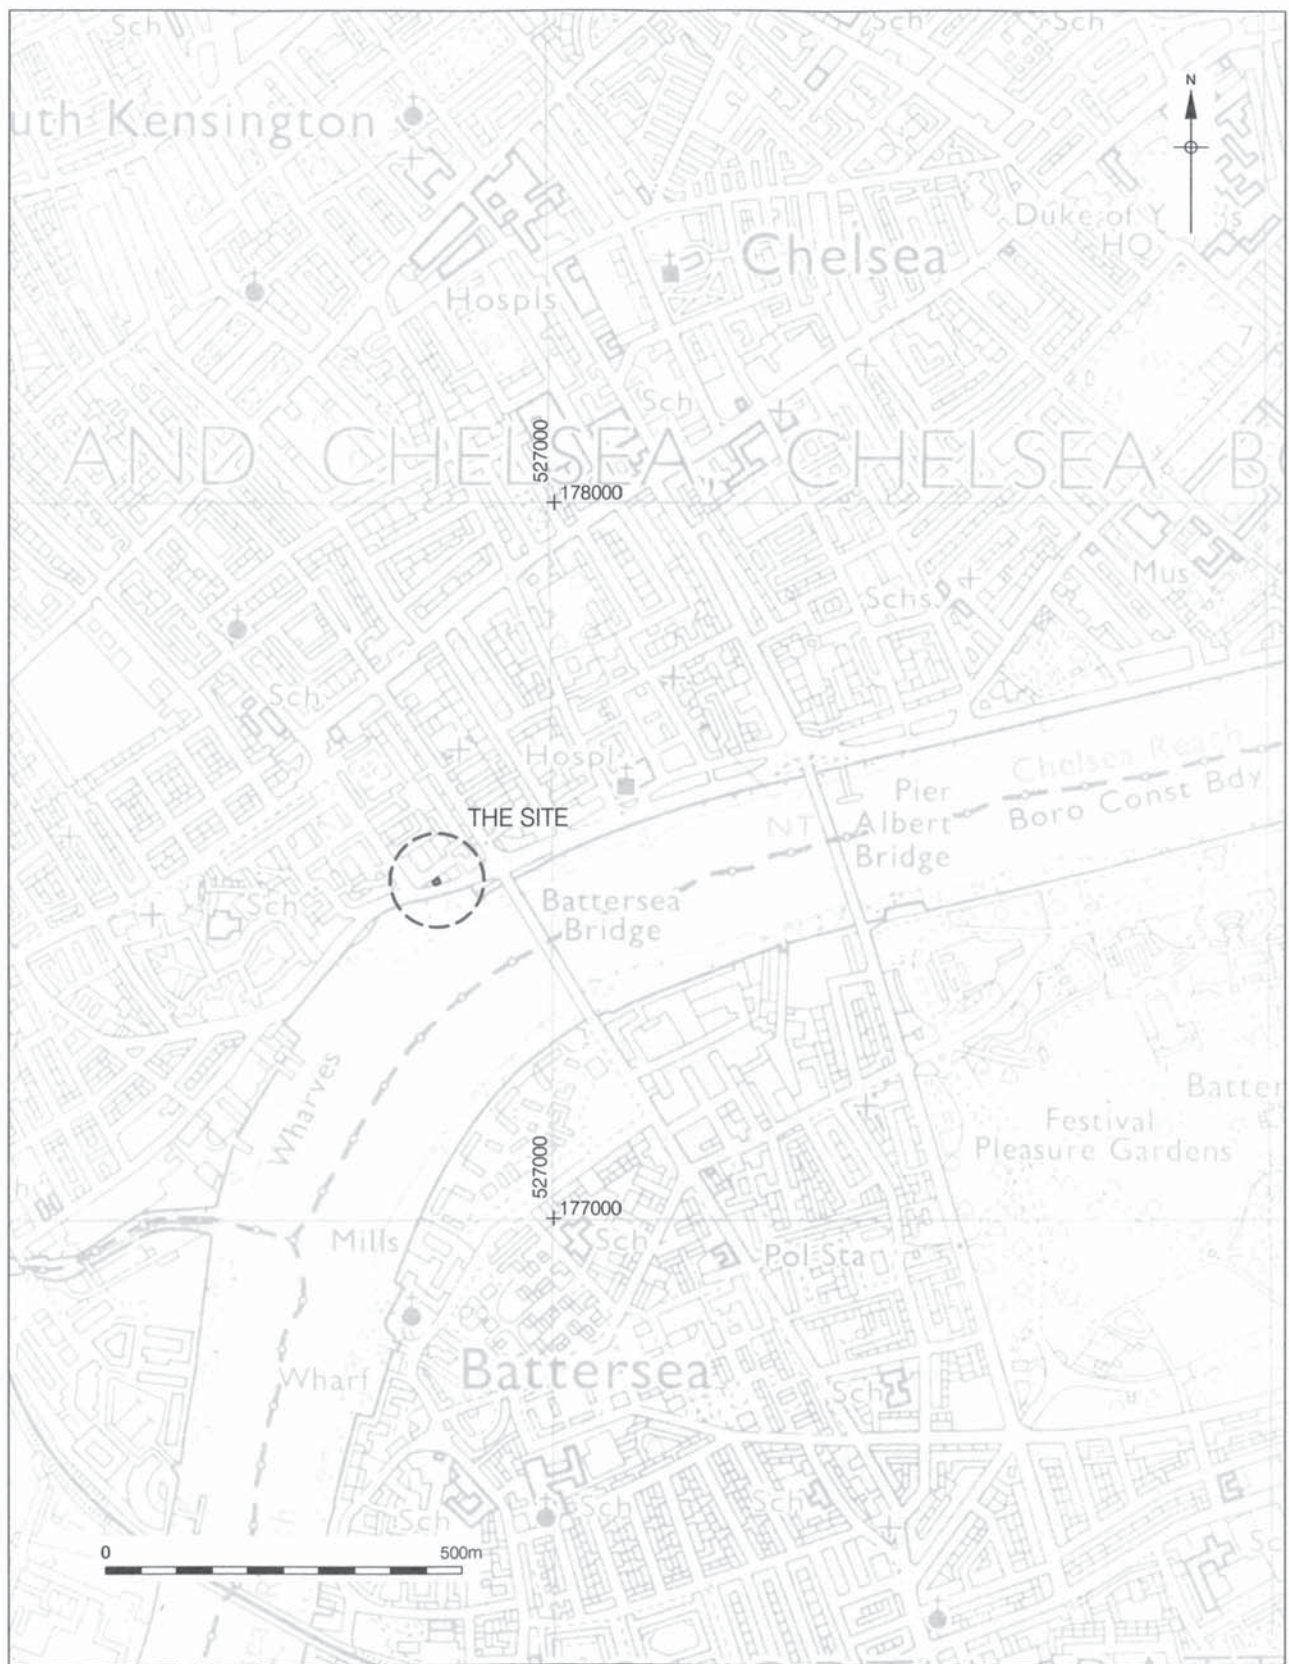 Sch
Sch
Sch
N
uth Kensington
Duke of Y s
HQ
Chelsea
Hospls
Sch
AND CHELSEA, CHELSEA B
527000
178000
Mus
Schs
Sch
Hospl
Chelsea Reach
Boro Const Bdy
Pier
Albert
Bridge
NT
THE SITE
Battersea
Bridge
Sch
Wharves
Batter
Festival
Pleasure Gardens
527000
177000
Mills
Sch
Pol Sta
Wharf
Battersea
Sch
Sch
Sch
Sch
0
500m